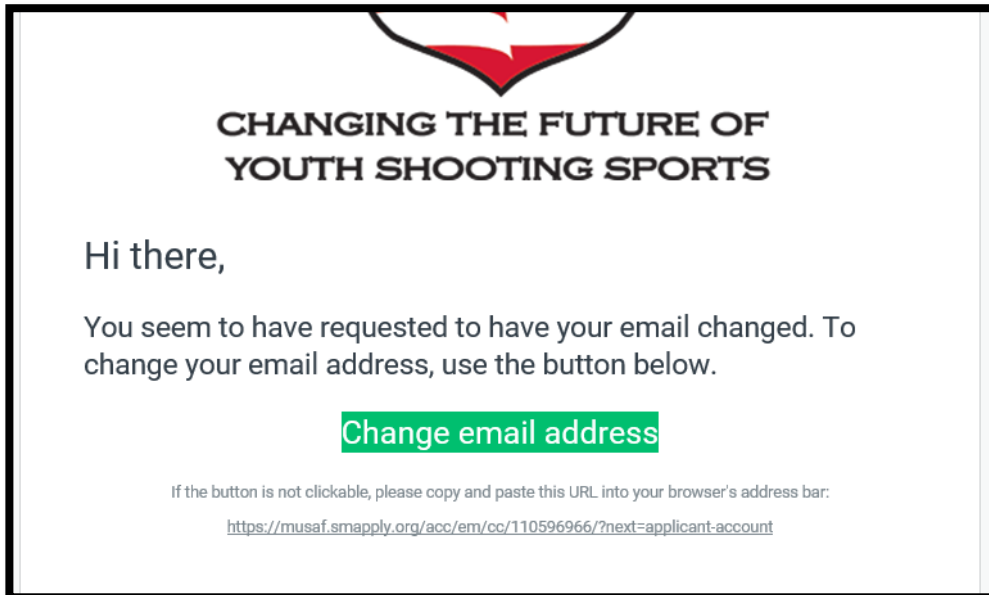 CHANGING THE FUTURE OF
YOUTH SHOOTING SPORTS
Hi there,
You seem to have requested to have your email changed. To
change your email address, use the button below.
Change email address
If the button is not clickable, please copy and paste this URL into your browser's address bar:
https://musaf.smapply.org/acc/em/cc/110596966/?next=applicant-account